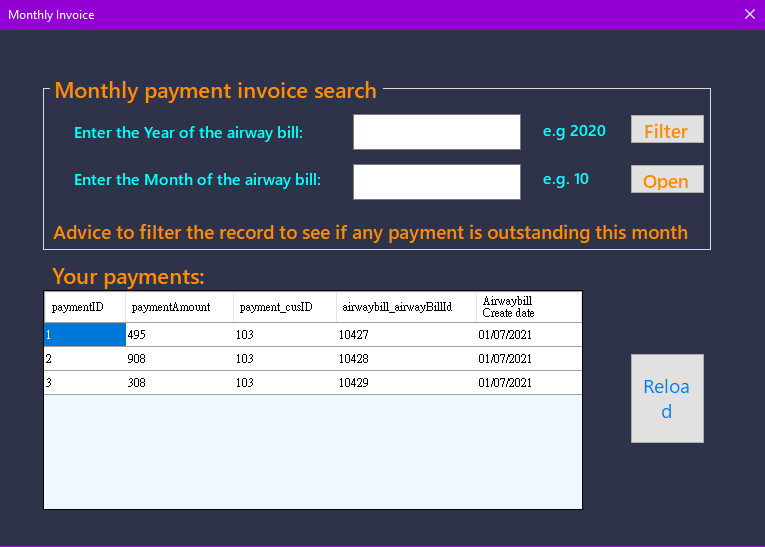 Monthly Invoice
Monthly payment invoice search
Enter the Year of the airway bill: e.g 2020 Filter
Enter the Month of the airway bill: e.g. 10 Open
Advice to filter the record to see if any payment is outstanding this month
Your payments:
paymentID paymentAmount payment_cusID airwaybill_airwayBillId Airwaybill
Create date
1 495 103 10427 01/07/2021
2 908 103 10428 01/07/2021
3 308 103 10429 01/07/2021
Reloa
d